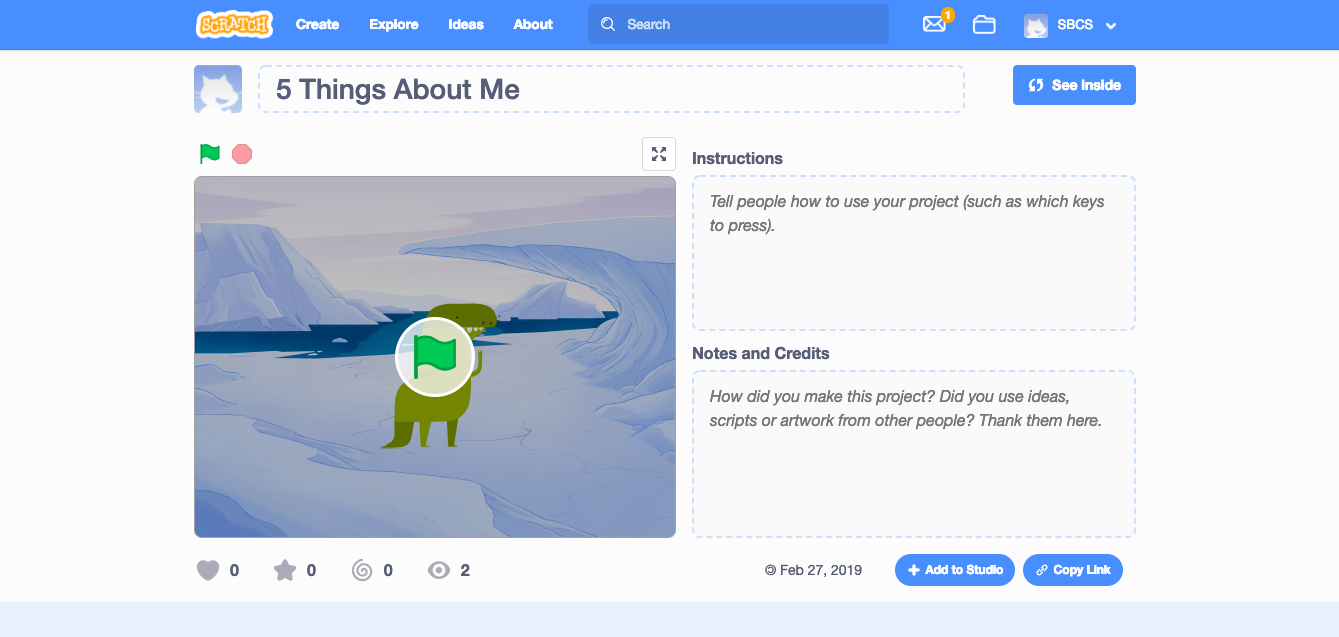 SCRATCH Create Explore Ideas About Search 1 SBCS
5 Things About Me
See inside
Instructions
Tell people how to use your project (such as which keys
to press).
Notes and Credits
How did you make this project? Did you use ideas,
scripts or artwork from other people? Thank them here.
0 0 0 2 © Feb 27, 2019 Add to Studio Copy Link